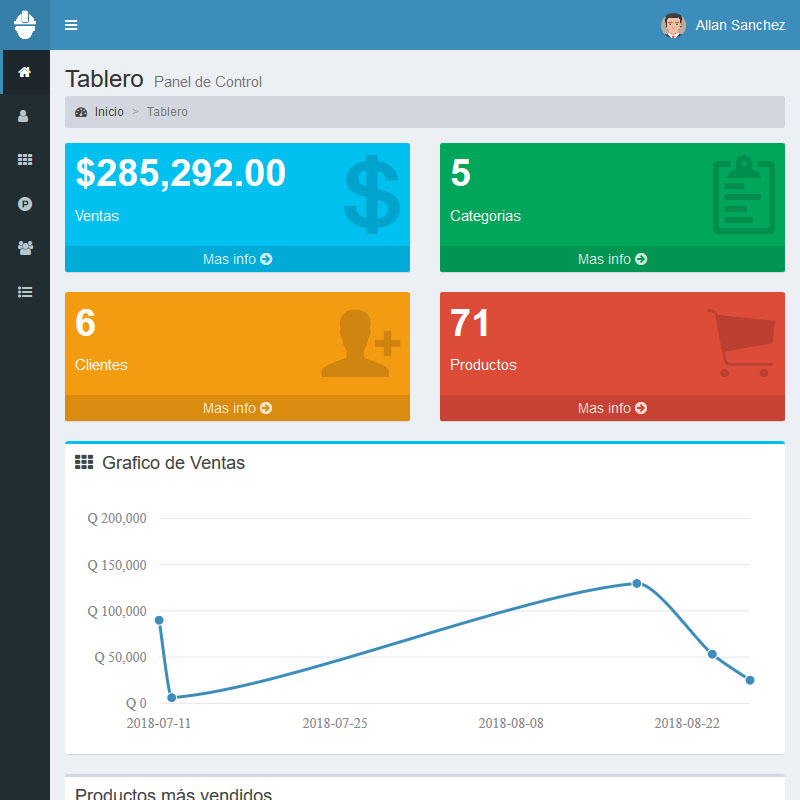 Allan Sanchez
Tablero Panel de Control
Inicio > Tablero
$285,292.00
Ventas
Mas info
5
Categorias
Mas info
6
Clientes
Mas info
71
Productos
Mas info
Grafico de Ventas
Q 200,000
Q 150,000
Q 100,000
Q 50,000
Q 0
2018-07-11 2018-07-25 2018-08-08 2018-08-22
Productos más vendidos